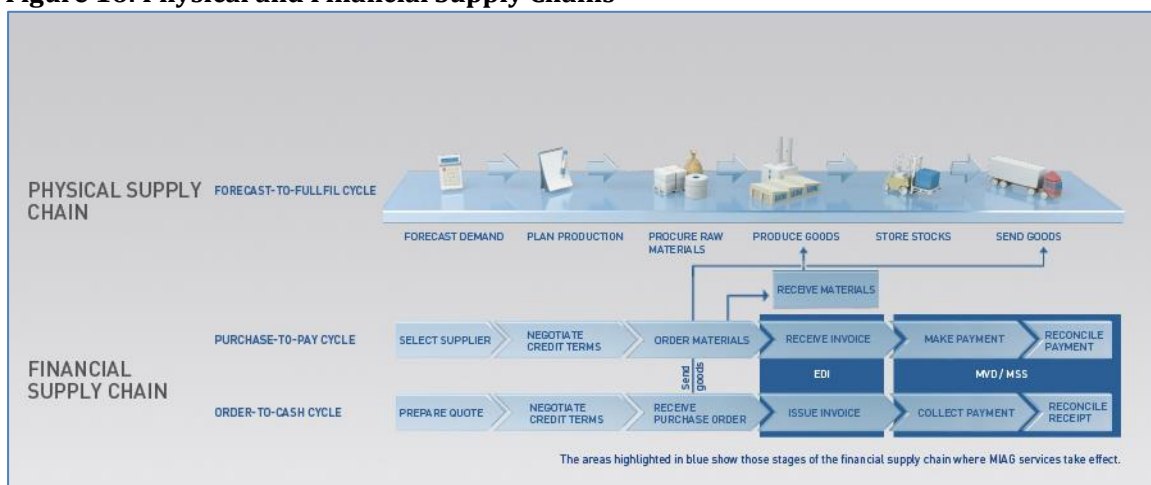 Figure 18: Physical and Financial Supply Chains
PHYSICAL SUPPLY
CHAIN
FORECAST-TO-FULLFIL CYCLE
FORECAST DEMAND
PLAN PRODUCTION
PROCURE RAW
MATERIALS
PRODUCE GOODS
STORE STOCKS
SEND GOODS
RECEIVE MATERIALS
FINANCIAL
SUPPLY CHAIN
PURCHASE-TO-PAY CYCLE
SELECT SUPPLIER
NEGOTIATE
CREDIT TERMS
ORDER MATERIALS
RECEIVE INVOICE
MAKE PAYMENT
RECONCILE
PAYMENT
Send
goods
EDI
MVD / MSS
ORDER-TO-CASH CYCLE
PREPARE QUOTE
NEGOTIATE
CREDIT TERMS
RECEIVE
PURCHASE ORDER
ISSUE INVOICE
COLLECT PAYMENT
RECONCILE
RECEIPT
The areas highlighted in blue show those stages of the financial supply chain where MIAG services take effect.